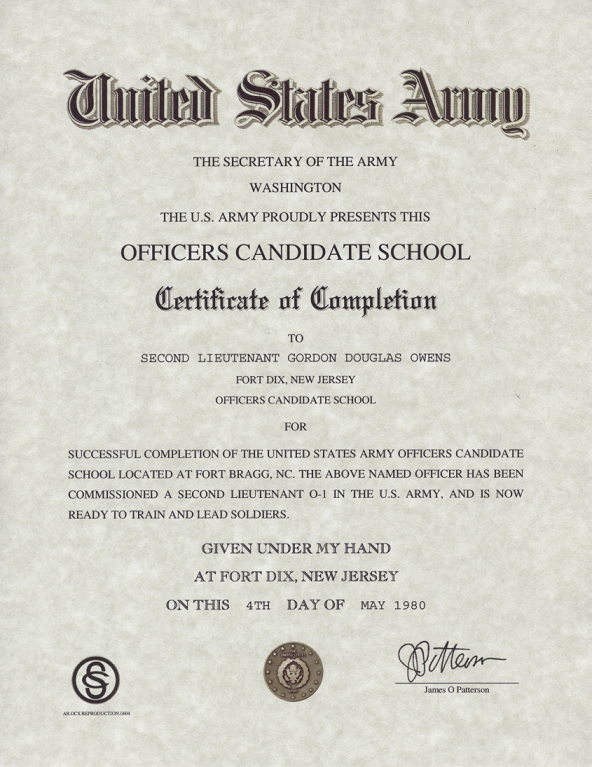 United States Army
THE SECRETARY OF THE ARMY
WASHINGTON
THE U.S. ARMY PROUDLY PRESENTS THIS
OFFICERS CANDIDATE SCHOOL
Certificate of Completion
TO
SECOND LIEUTENANT GORDON DOUGLAS OWENS
FORT DIX, NEW JERSEY
OFFICERS CANDIDATE SCHOOL
FOR
SUCCESSFUL COMPLETION OF THE UNITED STATES ARMY OFFICERS CANDIDATE
SCHOOL LOCATED AT FORT BRAGG, NC. THE ABOVE NAMED OFFICER HAS BEEN
COMMISSIONED A SECOND LIEUTENANT O-1 IN THE U.S. ARMY, AND IS NOW
READY TO TRAIN AND LEAD SOLDIERS.
GIVEN UNDER MY HAND
AT FORT DIX, NEW JERSEY
ON THIS 4TH DAY OF MAY 1980
James O Patterson
AR.OCS.REPRODUCTION.0604